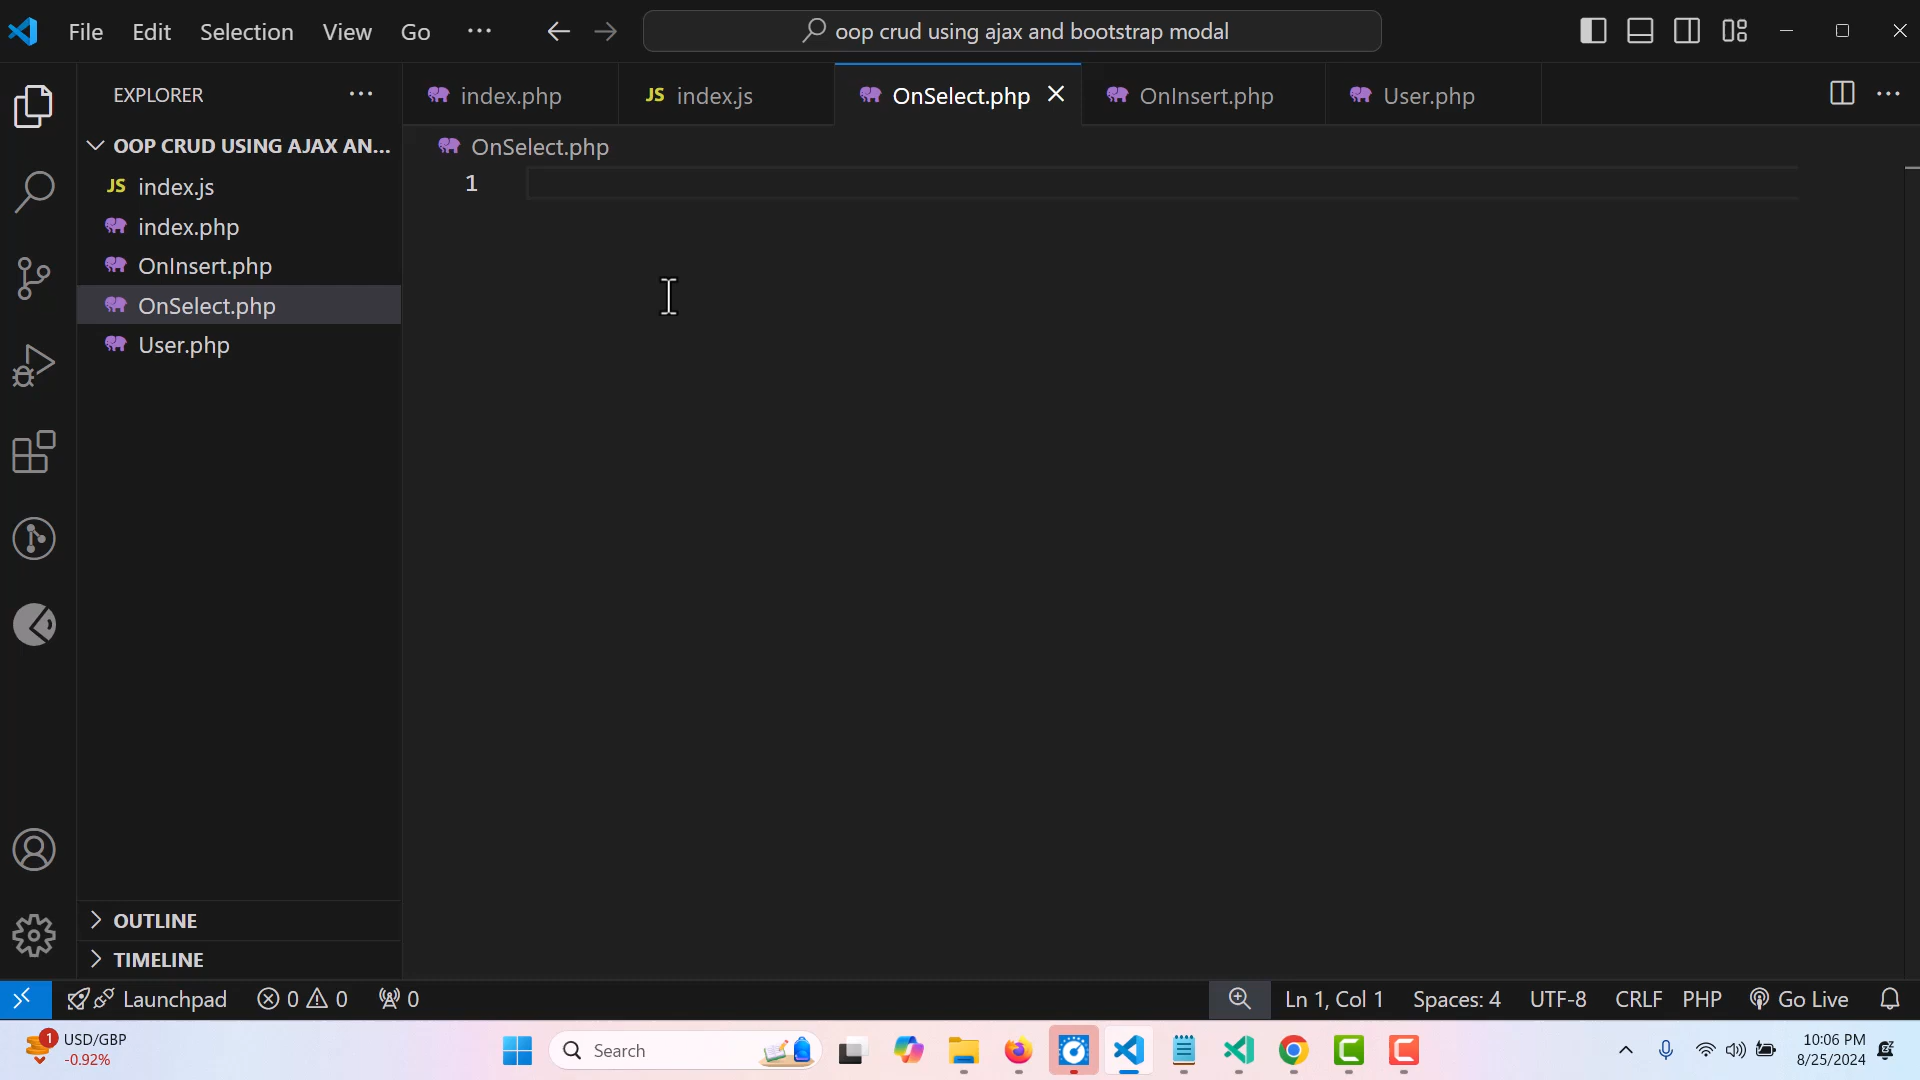 File Edit Selection View Go ··· oop crud using ajax and bootstrap modal
EXPLORER ···
index.php JS index.js OnSelect.php OnInsert.php User.php
OOP CRUD USING AJAX AN...
OnSelect.php
1
JS index.js
index.php
OnInsert.php
OnSelect.php
User.php
OUTLINE
TIMELINE
Launchpad 0 0 0 Ln 1, Col 1 Spaces: 4 UTF-8 CRLF PHP Go Live
1 USD/GBP
-0.92%
Search
10:06 PM
8/25/2024